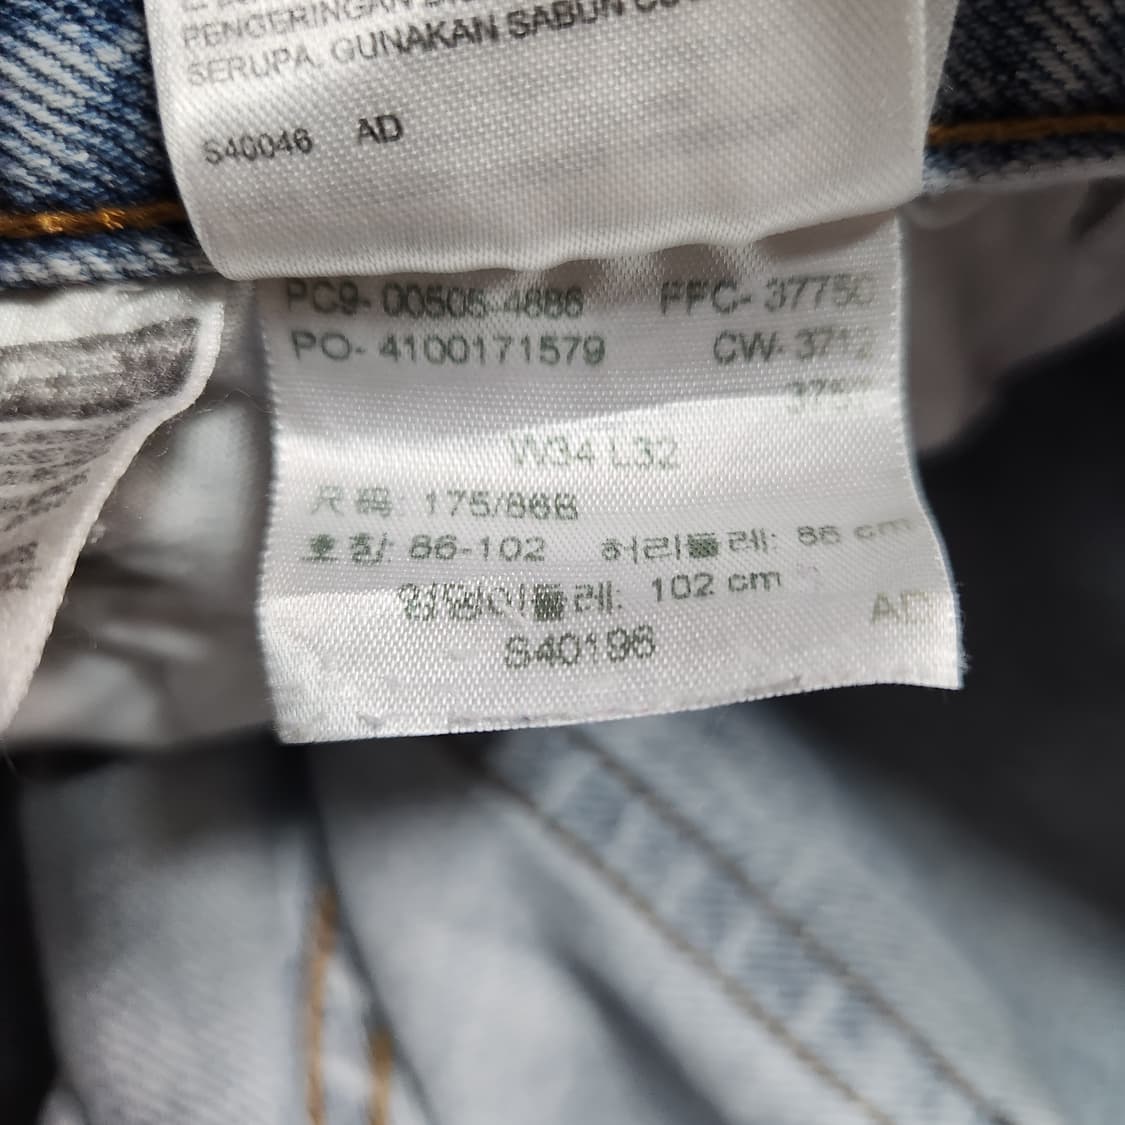 PENGERINGAN
SERUPA, GUNAKAN SABUN
S40046 AD
PC9- 00505-4886 FFC- 37750
PO- 4100171579 CW- 3712
W34 L32
尺 码: 175/86B
호칭: 86-102 허리둘레: 86 cm
엉덩이둘레: 102 cm
AD
S40196